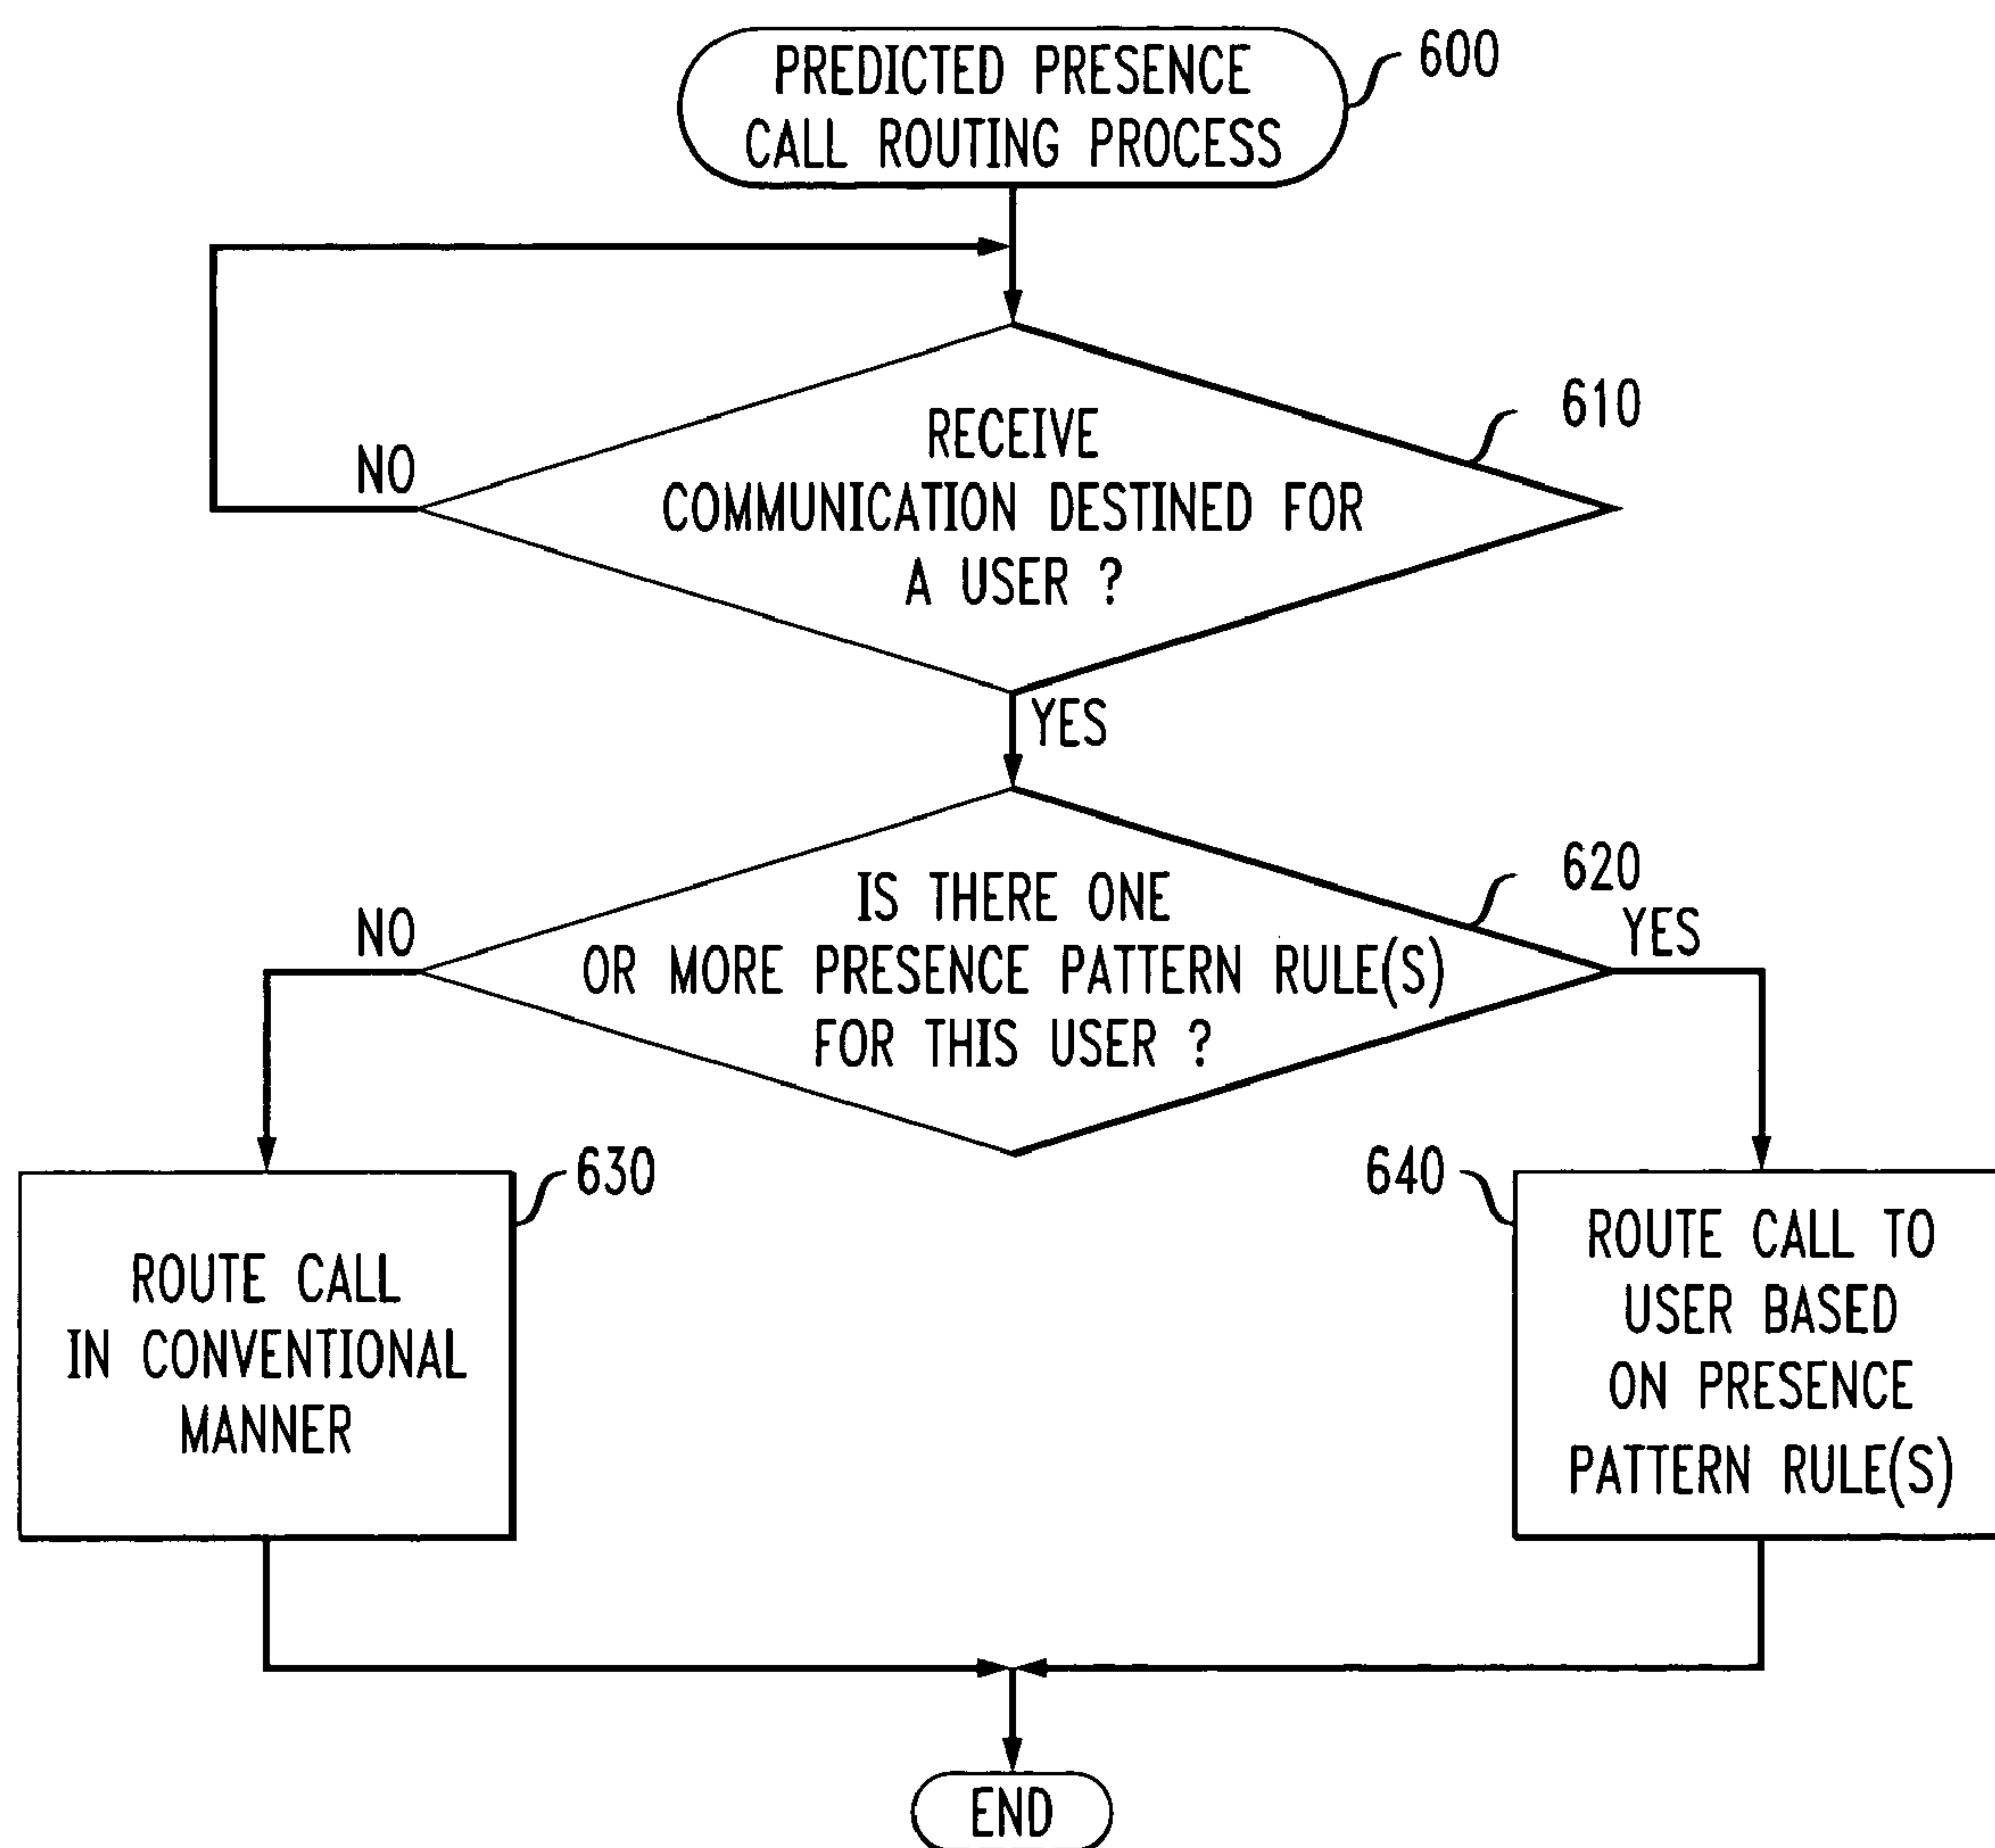 PREDICTED PRESENCE
CALL ROUTING PROCESS
600
RECEIVE
COMMUNICATION DESTINED FOR
A USER ?
610
NO
YES
IS THERE ONE
OR MORE PRESENCE PATTERN RULE(S)
FOR THIS USER ?
620
NO
YES
630
ROUTE CALL
IN CONVENTIONAL
MANNER
640
ROUTE CALL TO
USER BASED
ON PRESENCE
PATTERN RULE(S)
END